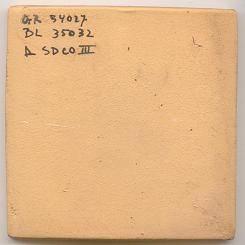 GR 54027
BL 35032
Δ SDCO III